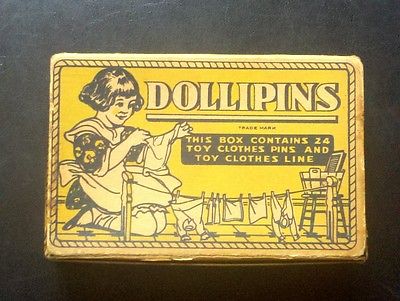 DOLLIPINS
TRADE MARK
THIS BOX CONTAINS 24
TOY CLOTHES PINS AND
TOY CLOTHES LINE